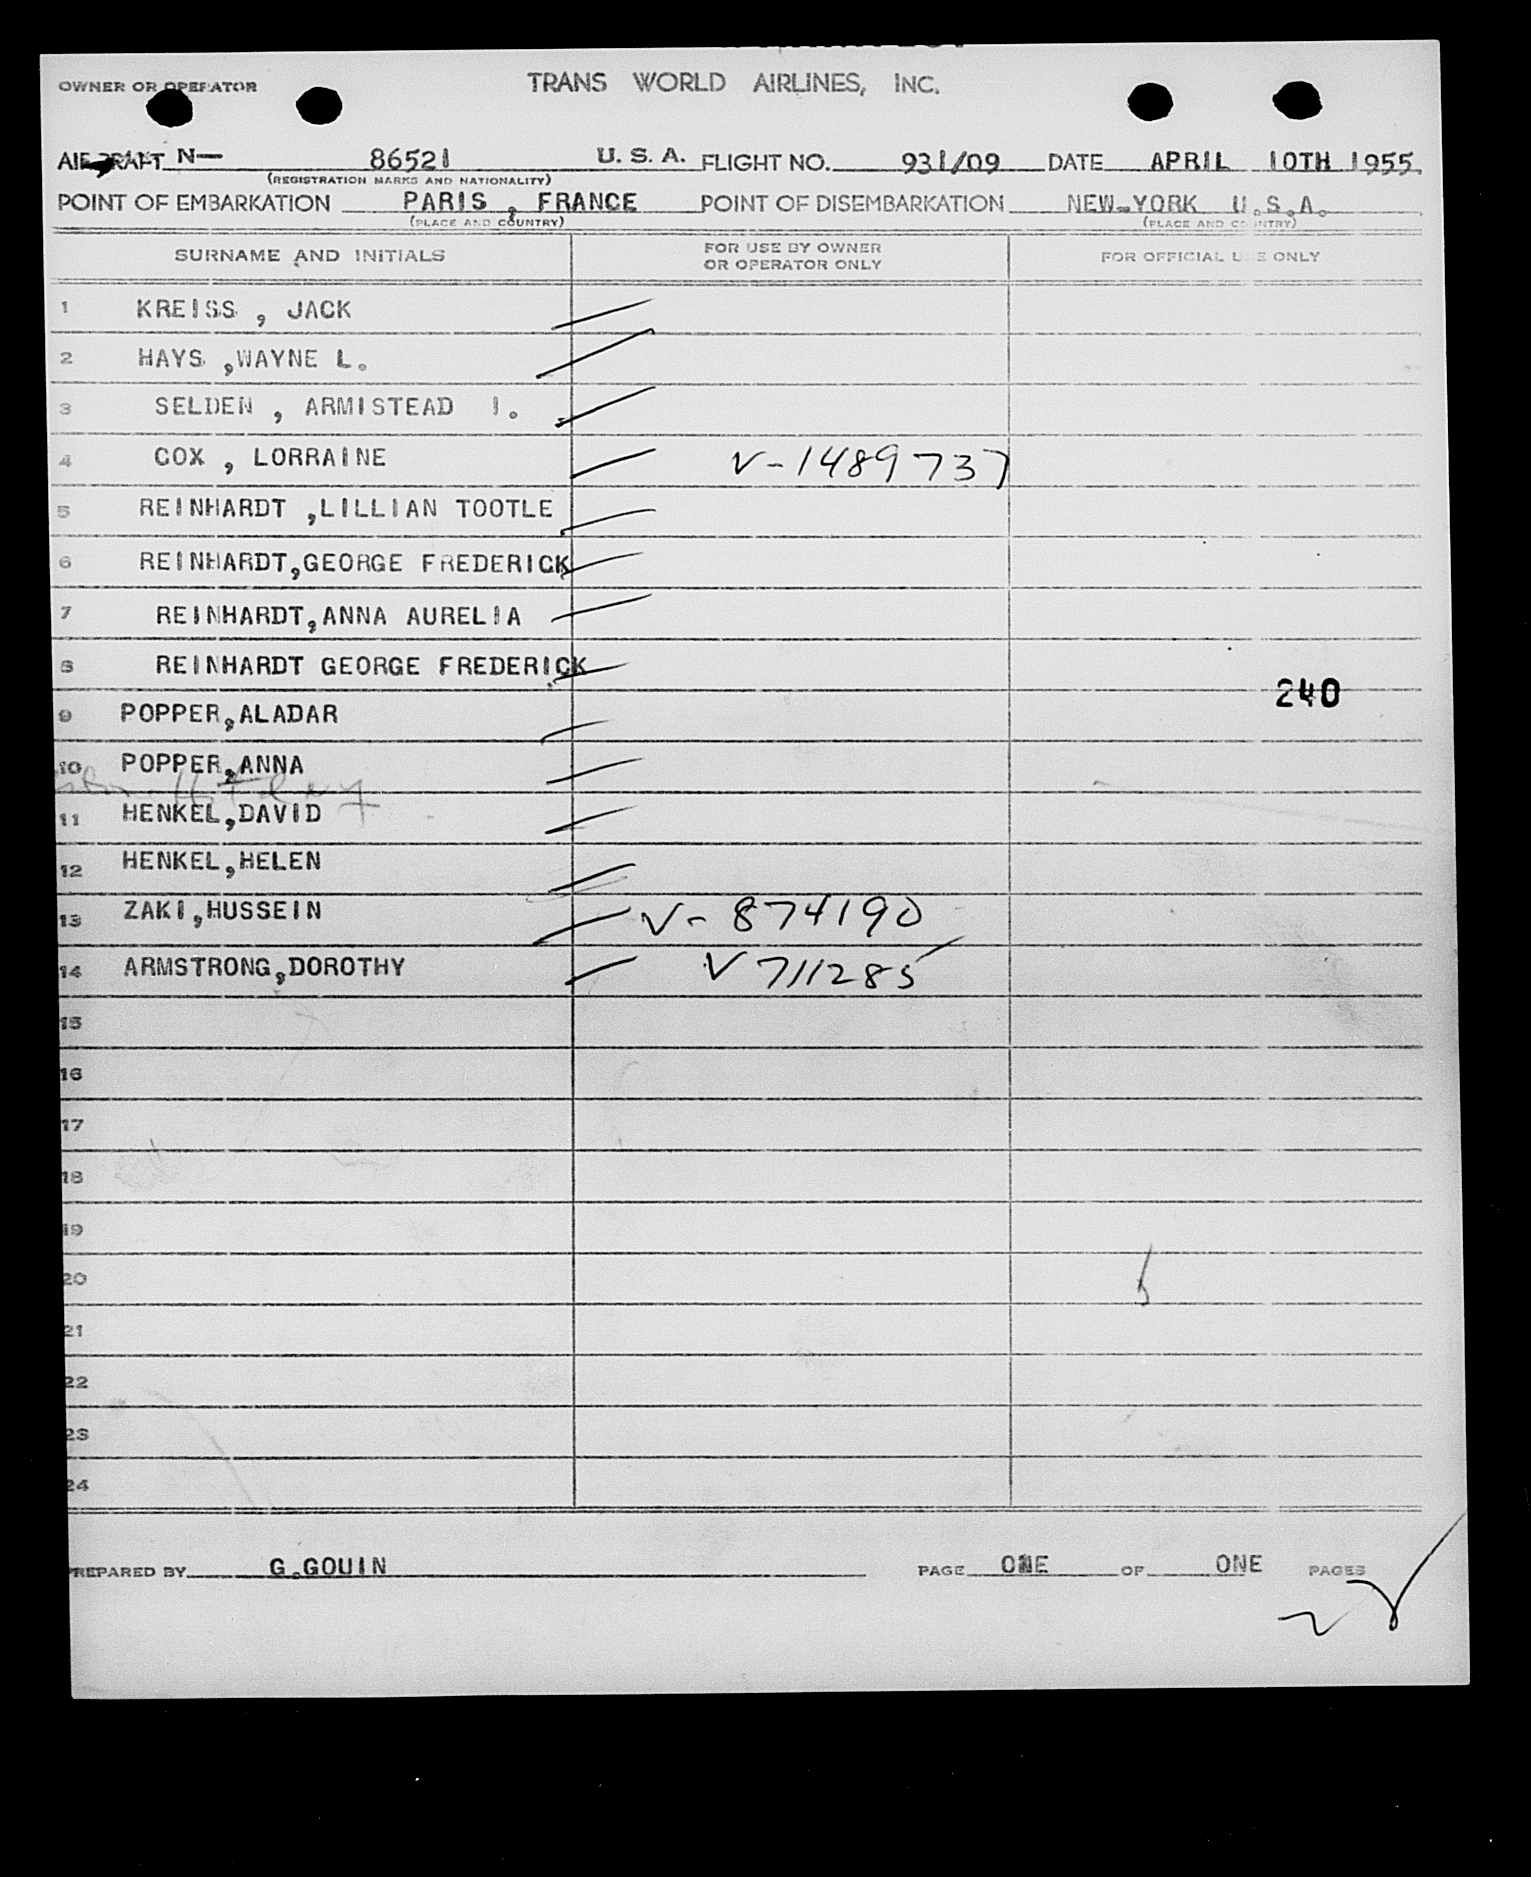 OWNER OR OPERATOR TRANS WORLD AIRLINES, INC.
AIRCRAFT N— 86521 U. S. A. FLIGHT NO. 931/09 DATE APRIL 10TH 1955
(REGISTRATION MARKS AND NATIONALITY)
POINT OF EMBARKATION PARIS , FRANCE POINT OF DISEMBARKATION NEW-YORK U.S.A.
(PLACE AND COUNTRY) (PLACE AND COUNTRY)
SURNAME AND INITIALS FOR USE BY OWNER OR OPERATOR ONLY FOR OFFICIAL USE ONLY
1 KREISS , JACK
2 HAYS ,WAYNE L.
3 SELDEN , ARMISTEAD I.
4 COX , LORRAINE V-1489737
5 REINHARDT ,LILLIAN TOOTLE
6 REINHARDT,GEORGE FREDERICK
7 REINHARDT,ANNA AURELIA
8 REINHARDT GEORGE FREDERICK
240
9 POPPER,ALADAR
10 POPPER,ANNA
11 HENKEL,DAVID
12 HENKEL,HELEN
13 ZAKI,HUSSEIN V-874190
14 ARMSTRONG,DOROTHY V711285
15
16
17
18
19
20
21
22
23
24
PREPARED BY G.GOUIN PAGE ONE OF ONE PAGES